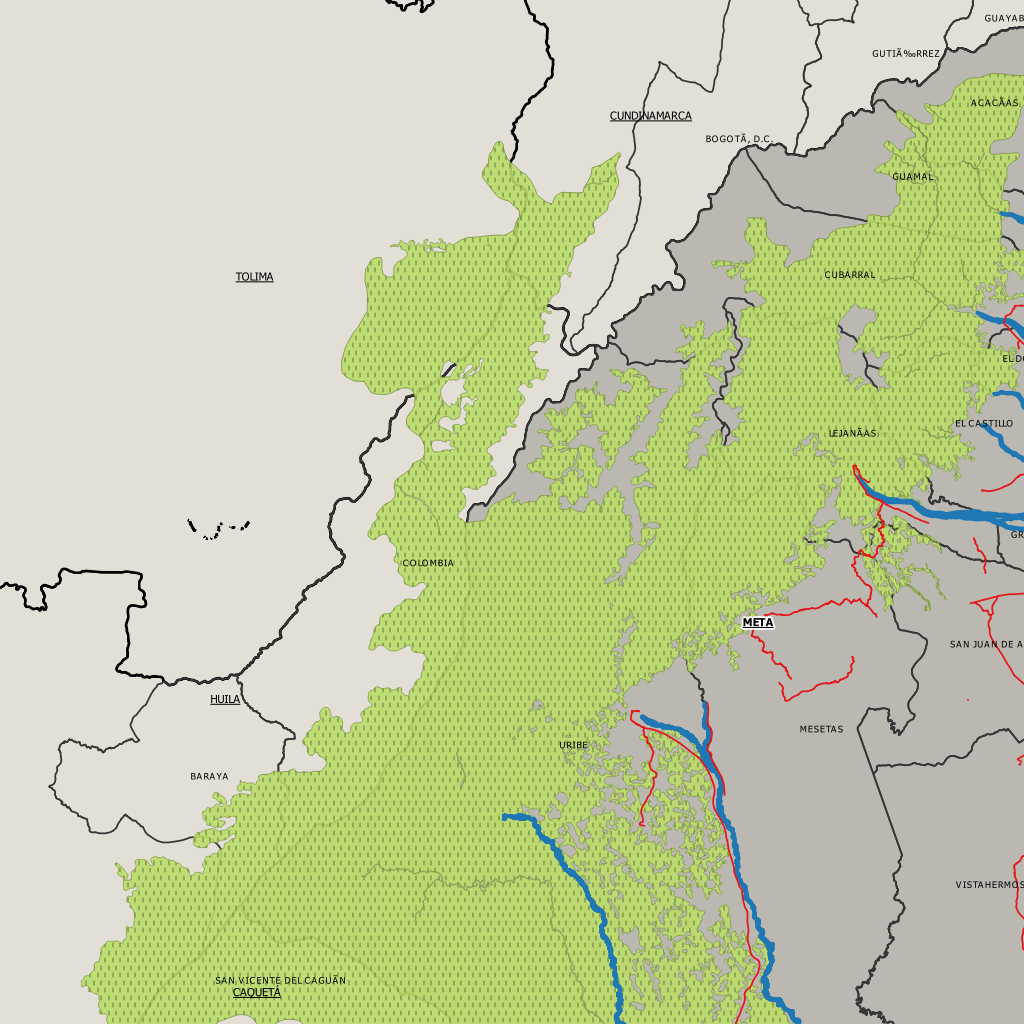 GUAYAB
GUTIÃ‰RREZ
ACACÃAS
CUNDINAMARCA
BOGOTÃ, D.C.
GUAMAL
TOLIMA
CUBARRAL
EL DO
EL CASTILLO
LEJANÃAS
GR
COLOMBIA
META
SAN JUAN DE A
HUILA
MESETAS
URIBE
BARAYA
VISTAHERMOS
SAN VICENTE DEL CAGUÃN
CAQUETÃ